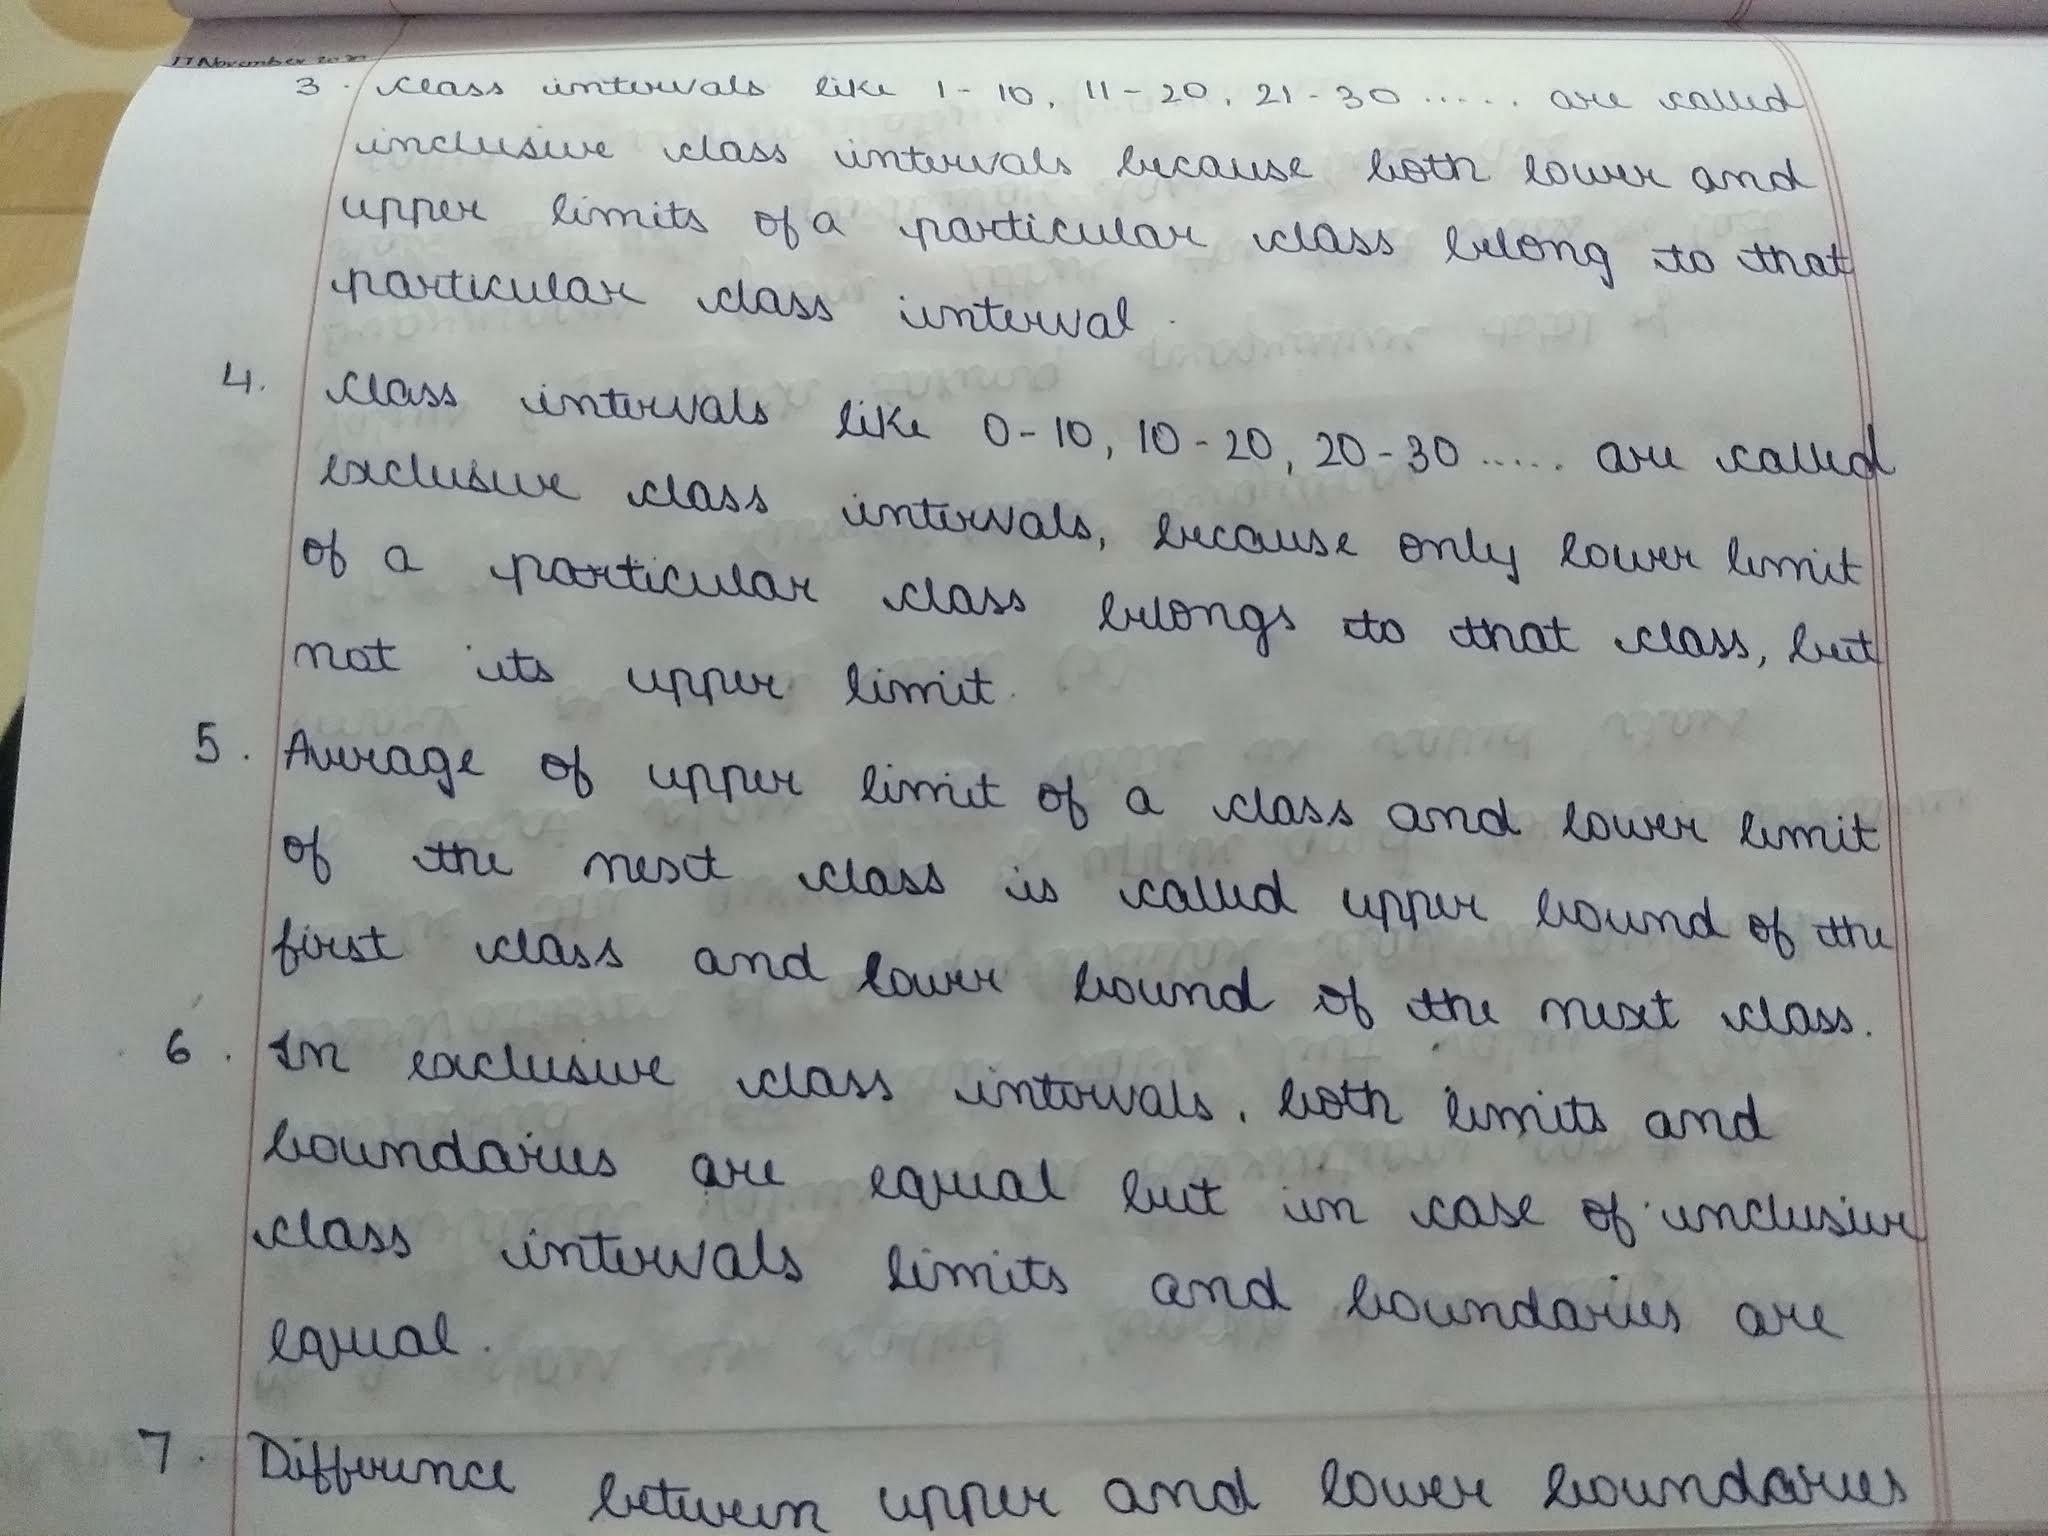 17 November 20
3. class intervals like 1-10, 11-20, 21-30..... are called
inclusive class intervals because both lower and
upper limits of a particular class belong to that
particular class interval.
4. class intervals like 0-10, 10-20, 20-30..... are called
exclusive class intervals, because only lower limit
of a particular class belongs to that class, but
not its upper limit.
5. Average of upper limit of a class and lower limit
of the next class is called upper bound of the
first class and lower bound of the next class.
6. In exclusive class intervals, both limits and
boundaries are equal but in case of inclusive
class intervals limits and boundaries are
equal.
7. Difference between upper and lower boundaries